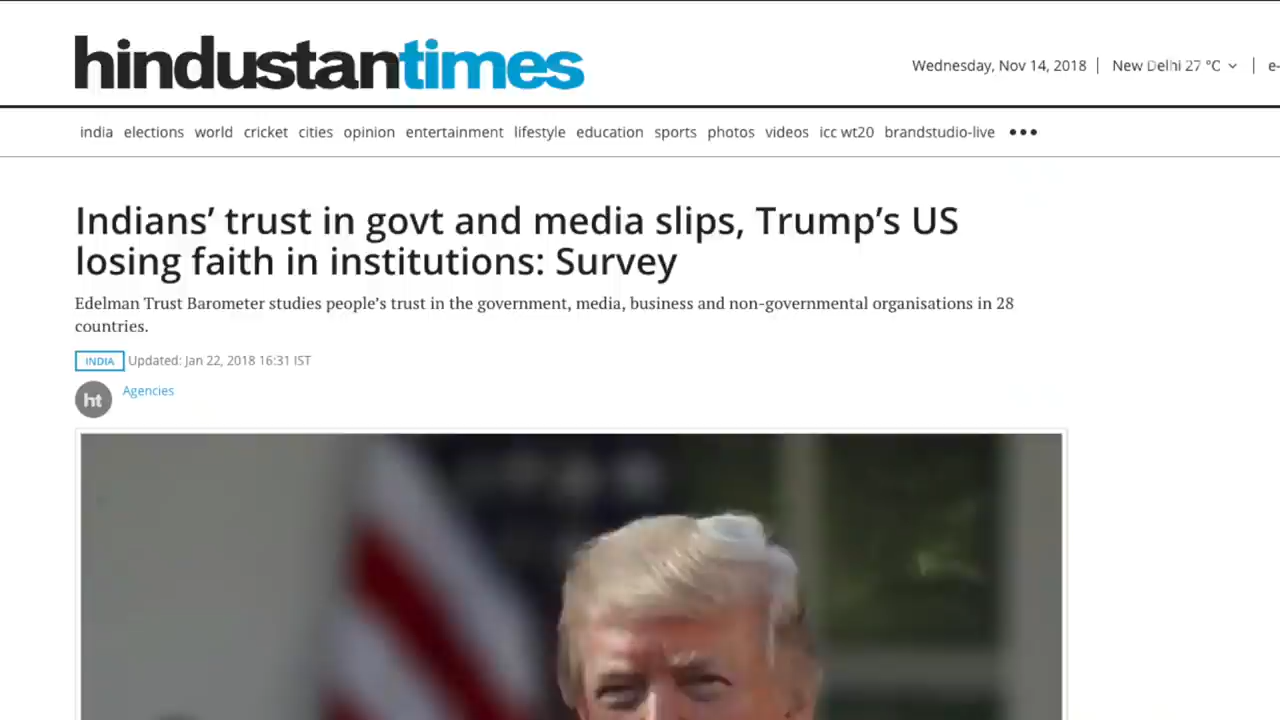 hindustantimes
Wednesday, Nov 14, 2018 | New Delhi 27 °C | e-
india elections world cricket cities opinion entertainment lifestyle education sports photos videos icc wt20 brandstudio-live •••
Indians’ trust in govt and media slips, Trump’s US
losing faith in institutions: Survey
Edelman Trust Barometer studies people’s trust in the government, media, business and non-governmental organisations in 28
countries.
INDIA Updated: Jan 22, 2018 16:31 IST
ht Agencies